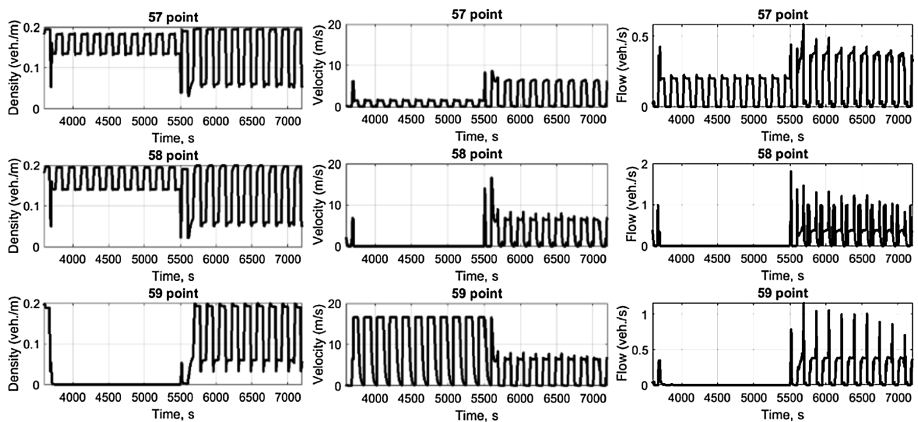 57 point
57 point
57 point
Density (veh./m)
0.2
0.1
0
4000 4500 5000 5500 6000 6500 7000
Time, s
Velocity (m/s)
20
10
0
4000 4500 5000 5500 6000 6500 7000
Time, s
Flow (veh./s)
0.5
0
4000 4500 5000 5500 6000 6500 7000
Time, s
58 point
58 point
58 point
Density (veh./m)
0.2
0.1
0
4000 4500 5000 5500 6000 6500 7000
Time, s
Velocity (m/s)
20
10
0
4000 4500 5000 5500 6000 6500 7000
Time, s
Flow (veh./s)
2
1
0
4000 4500 5000 5500 6000 6500 7000
Time, s
59 point
59 point
59 point
Density (veh./m)
0.2
0.1
0
4000 4500 5000 5500 6000 6500 7000
Time, s
Velocity (m/s)
20
10
0
4000 4500 5000 5500 6000 6500 7000
Time, s
Flow (veh./s)
1
0.5
0
4000 4500 5000 5500 6000 6500 7000
Time, s